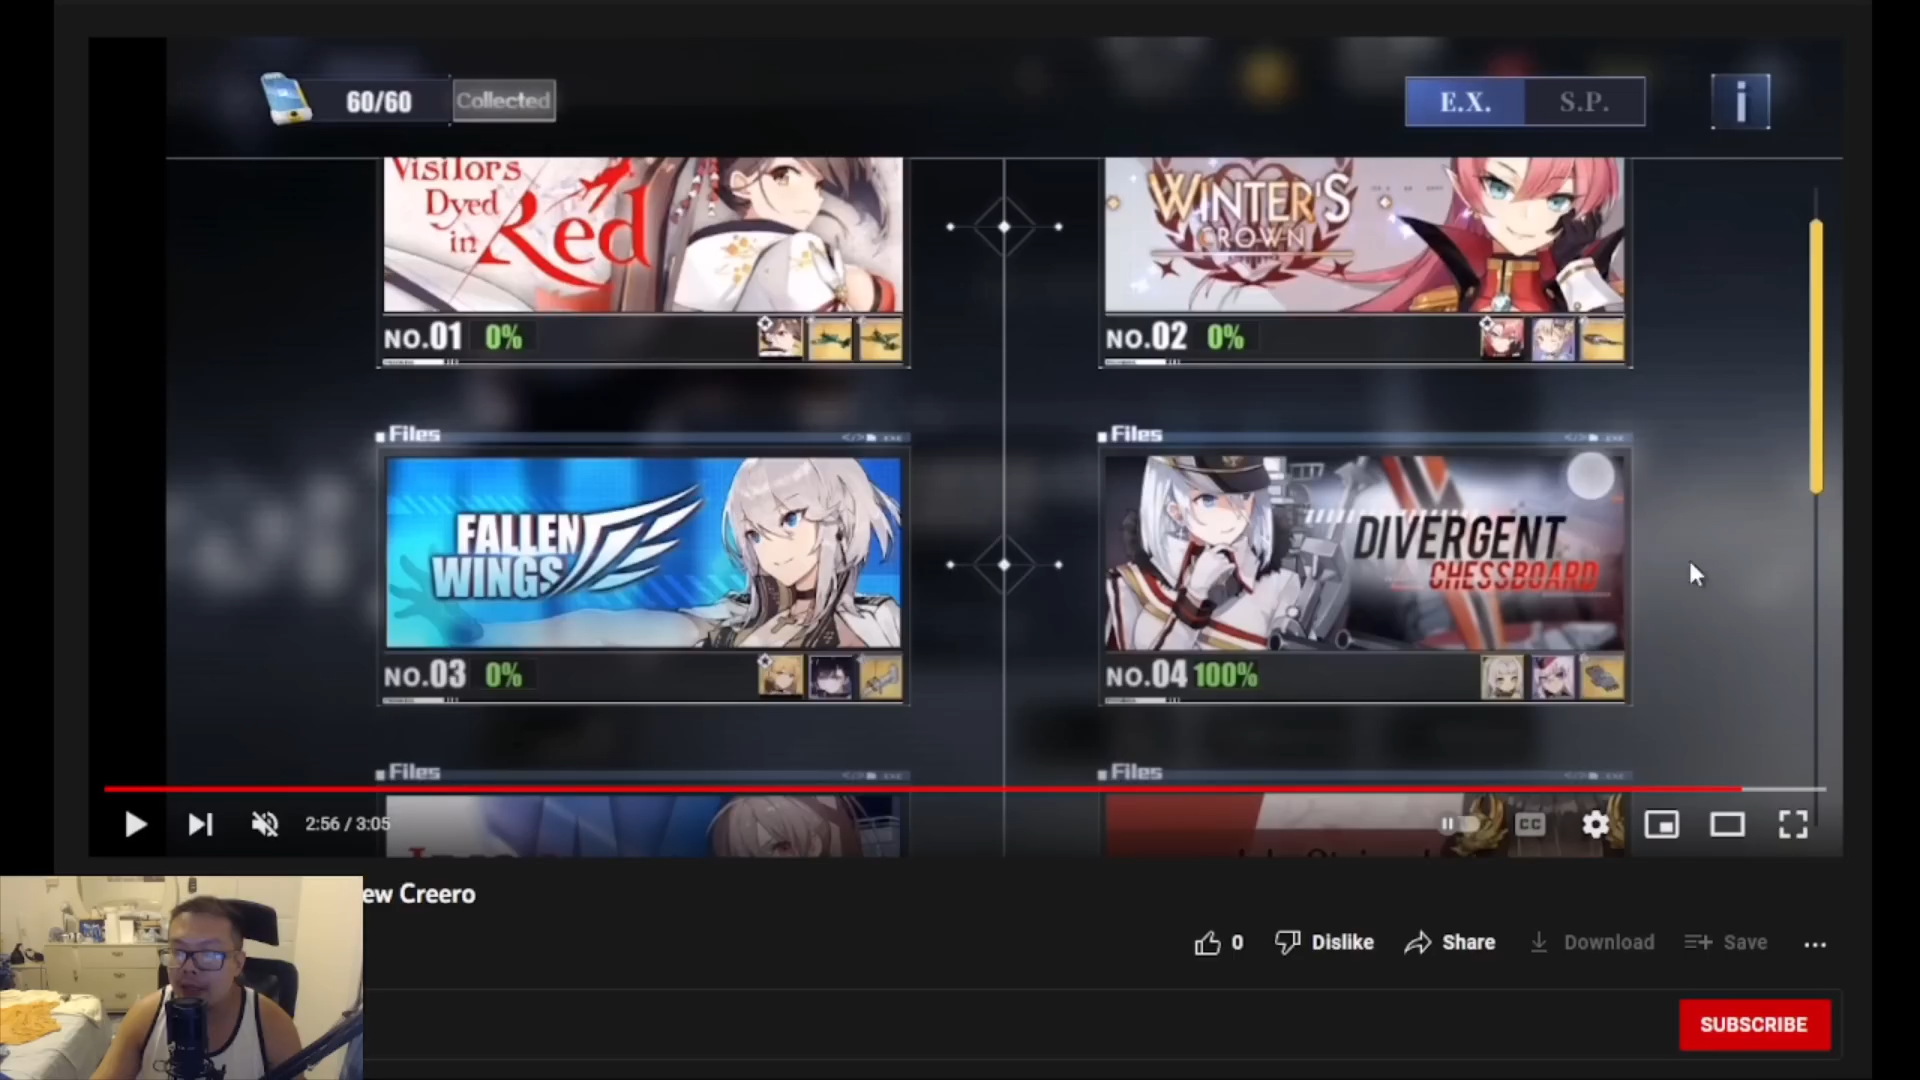 60/60 Collected
E.X. S.P. i
Visitors
Dyed
in Red
WINTER'S
CROWN
NO.01 0%
NO.02 0%
Files
Files
FALLEN
WINGS
DIVERGENT
CHESSBOARD
NO.03 0%
NO.04 100%
Files
Files
2:56 / 3:05
CC
ew Creero
0 Dislike Share Download Save
SUBSCRIBE